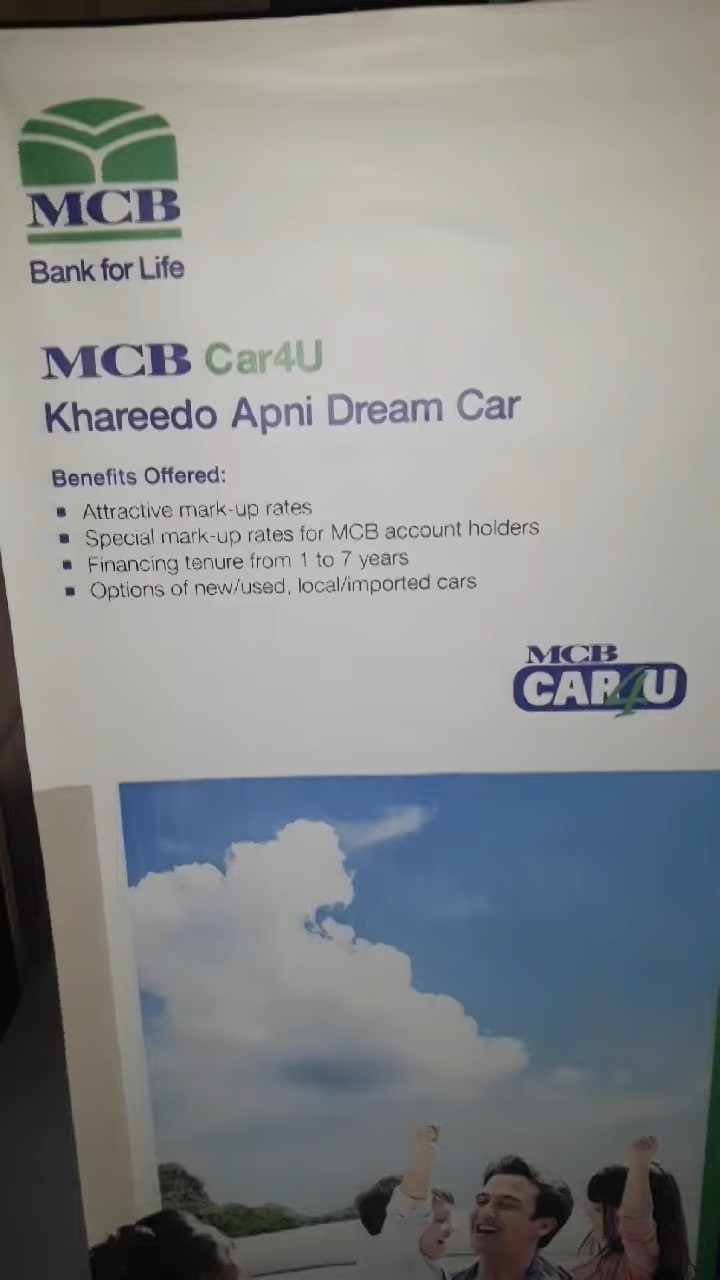 MCB
Bank for Life
MCB Car4U
Khareedo Apni Dream Car
Benefits Offered:
▪ Attractive mark-up rates
▪ Special mark-up rates for MCB account holders
▪ Financing tenure from 1 to 7 years
▪ Options of new/used, local/imported cars
MCB
CAR4U